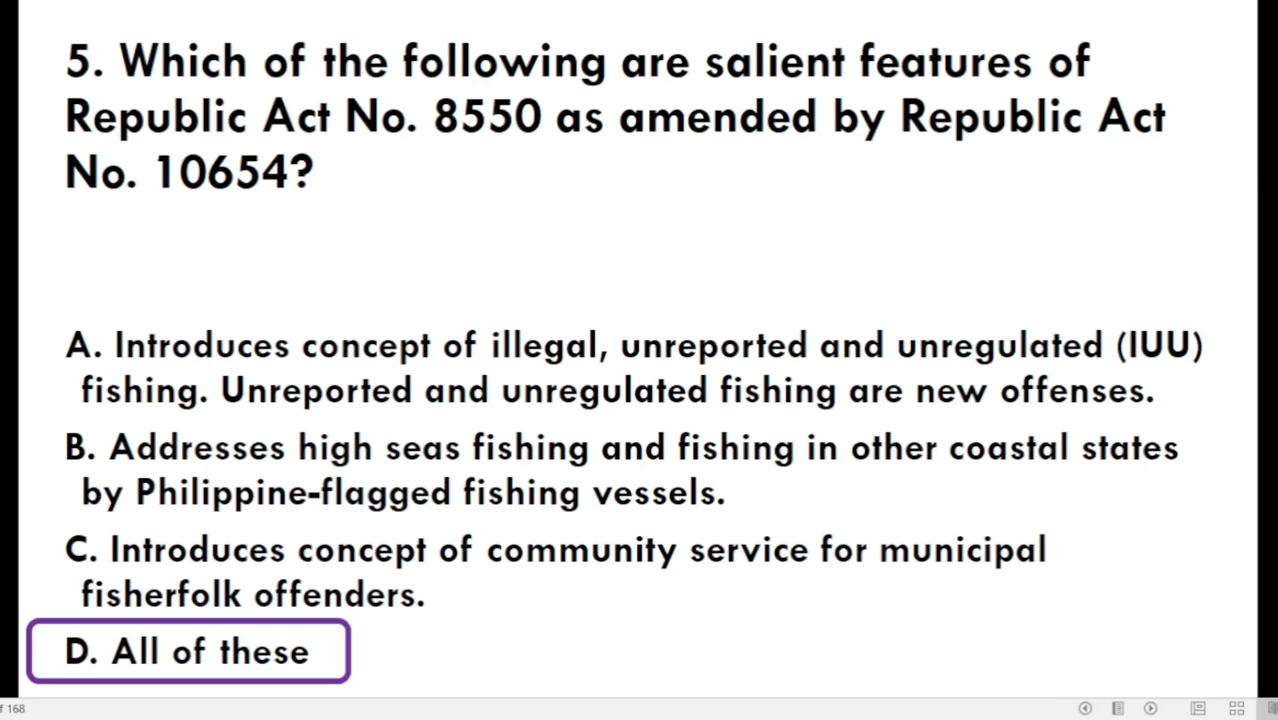 5. Which of the following are salient features of
Republic Act No. 8550 as amended by Republic Act
No. 10654?
A. Introduces concept of illegal, unreported and unregulated (IUU)
fishing. Unreported and unregulated fishing are new offenses.
B. Addresses high seas fishing and fishing in other coastal states
by Philippine-flagged fishing vessels.
C. Introduces concept of community service for municipal
fisherfolk offenders.
D. All of these
f 168